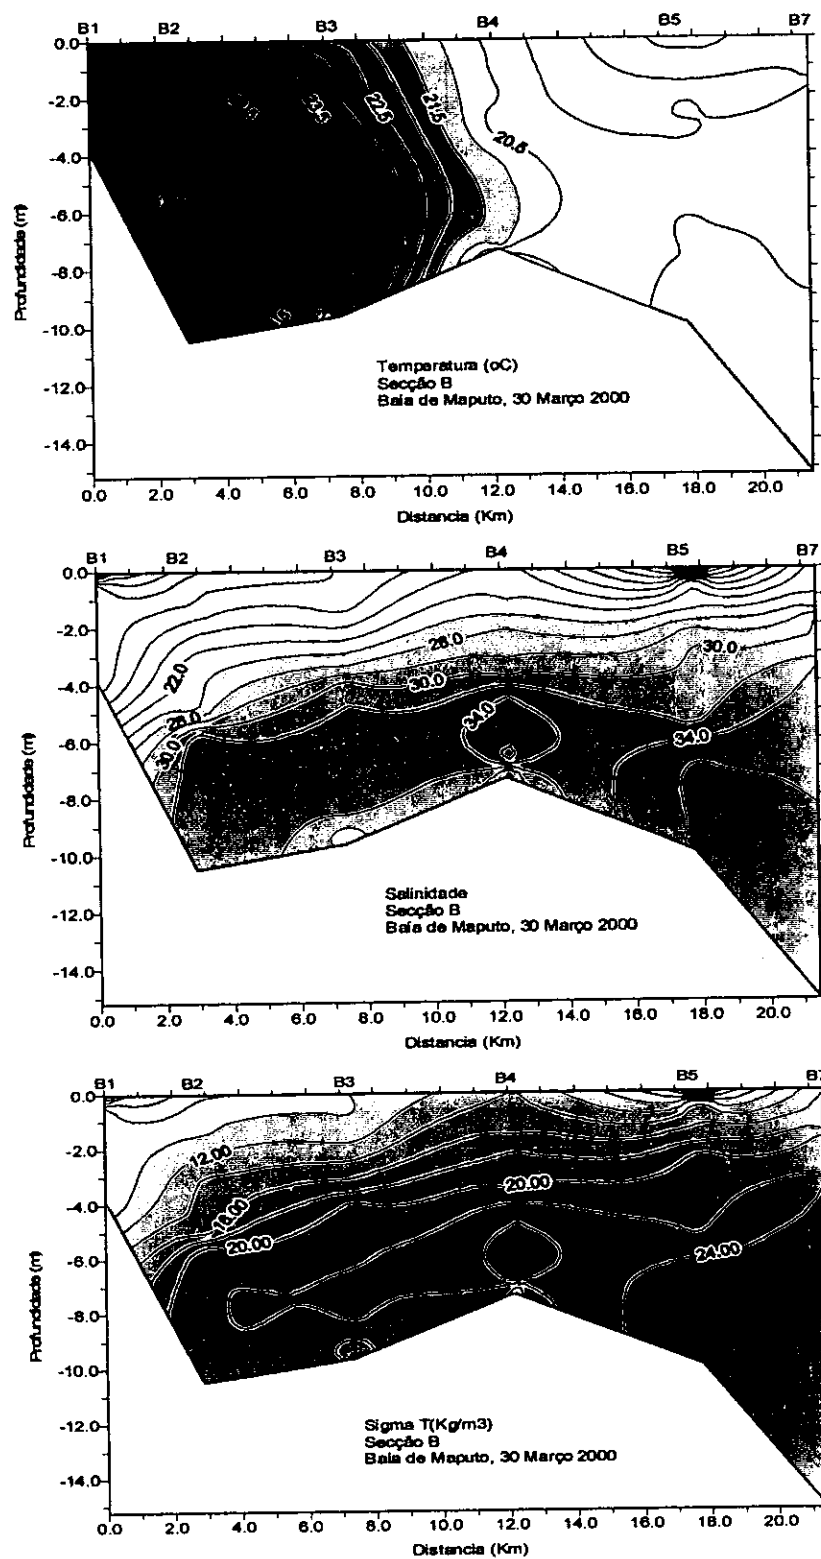 B1 B2 B3 B4 B5 B7
0.0
-2.0
-4.0
-6.0
-8.0
-10.0
-12.0
-14.0
Profundidade (m)
23.5 22.5 21.5 20.5
Temperatura (oC)
Secção B
Baía de Maputo, 30 Março 2000
0.0 2.0 4.0 6.0 8.0 10.0 12.0 14.0 16.0 18.0 20.0
Distancia (Km)
B1 B2 B3 B4 B5 B7
0.0
-2.0
-4.0
-6.0
-8.0
-10.0
-12.0
-14.0
Profundidade (m)
26.0 30.0
22.0 30.0
34.0 34.0
30.0
Salinidade
Secção B
Baía de Maputo, 30 Março 2000
0.0 2.0 4.0 6.0 8.0 10.0 12.0 14.0 16.0 18.0 20.0
Distancia (Km)
B1 B2 B3 B4 B5 B7
0.0
-2.0
-4.0
-6.0
-8.0
-10.0
-12.0
-14.0
Profundidade (m)
12.00
20.00
20.00 24.00
Sigma T(Kg/m3)
Secção B
Baía de Maputo, 30 Março 2000
0.0 2.0 4.0 6.0 8.0 10.0 12.0 14.0 16.0 18.0 20.0
Distancia (Km)